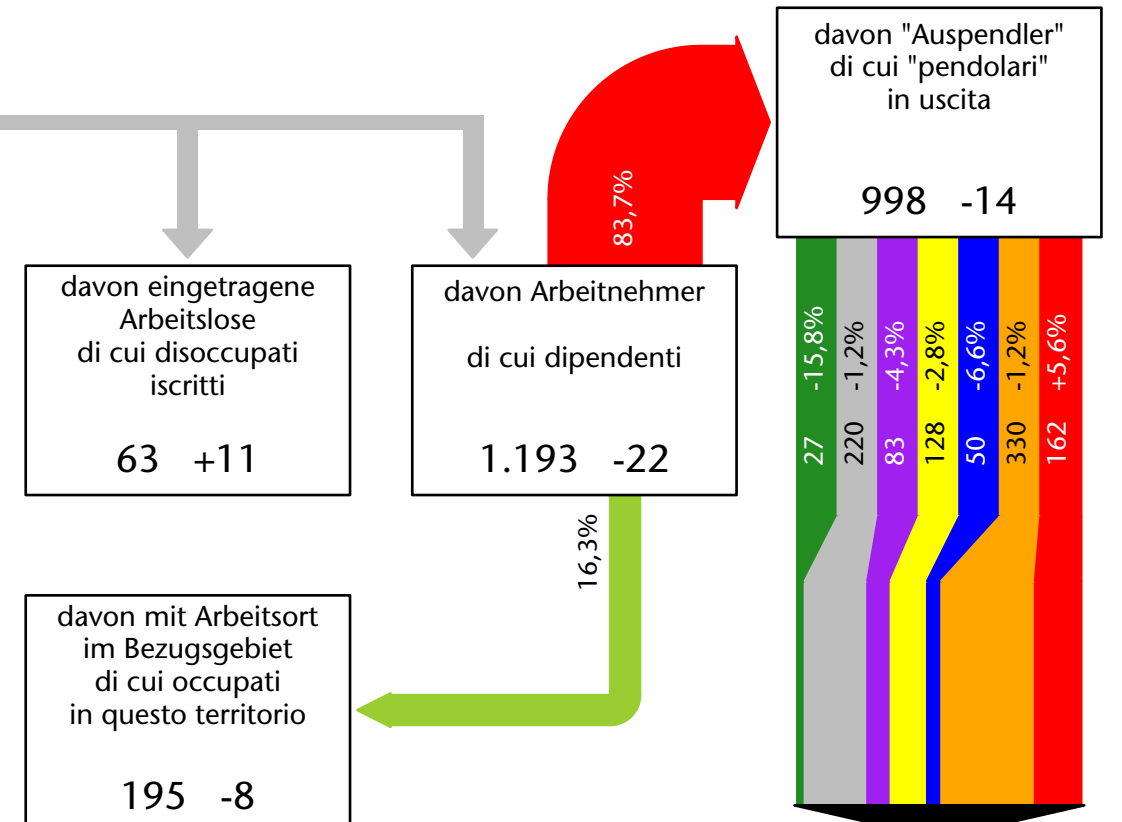 davon "Auspendler"
di cui "pendolari"
in uscita
998 -14
83,7%
davon eingetragene
Arbeitslose
di cui disoccupati
iscritti
63 +11
davon Arbeitnehmer
di cui dipendenti
1.193 -22
27 -15,8%
220 -1,2%
83 -4,3%
128 -2,8%
50 -6,6%
330 -1,2%
162 +5,6%
16,3%
davon mit Arbeitsort
im Bezugsgebiet
di cui occupati
in questo territorio
195 -8